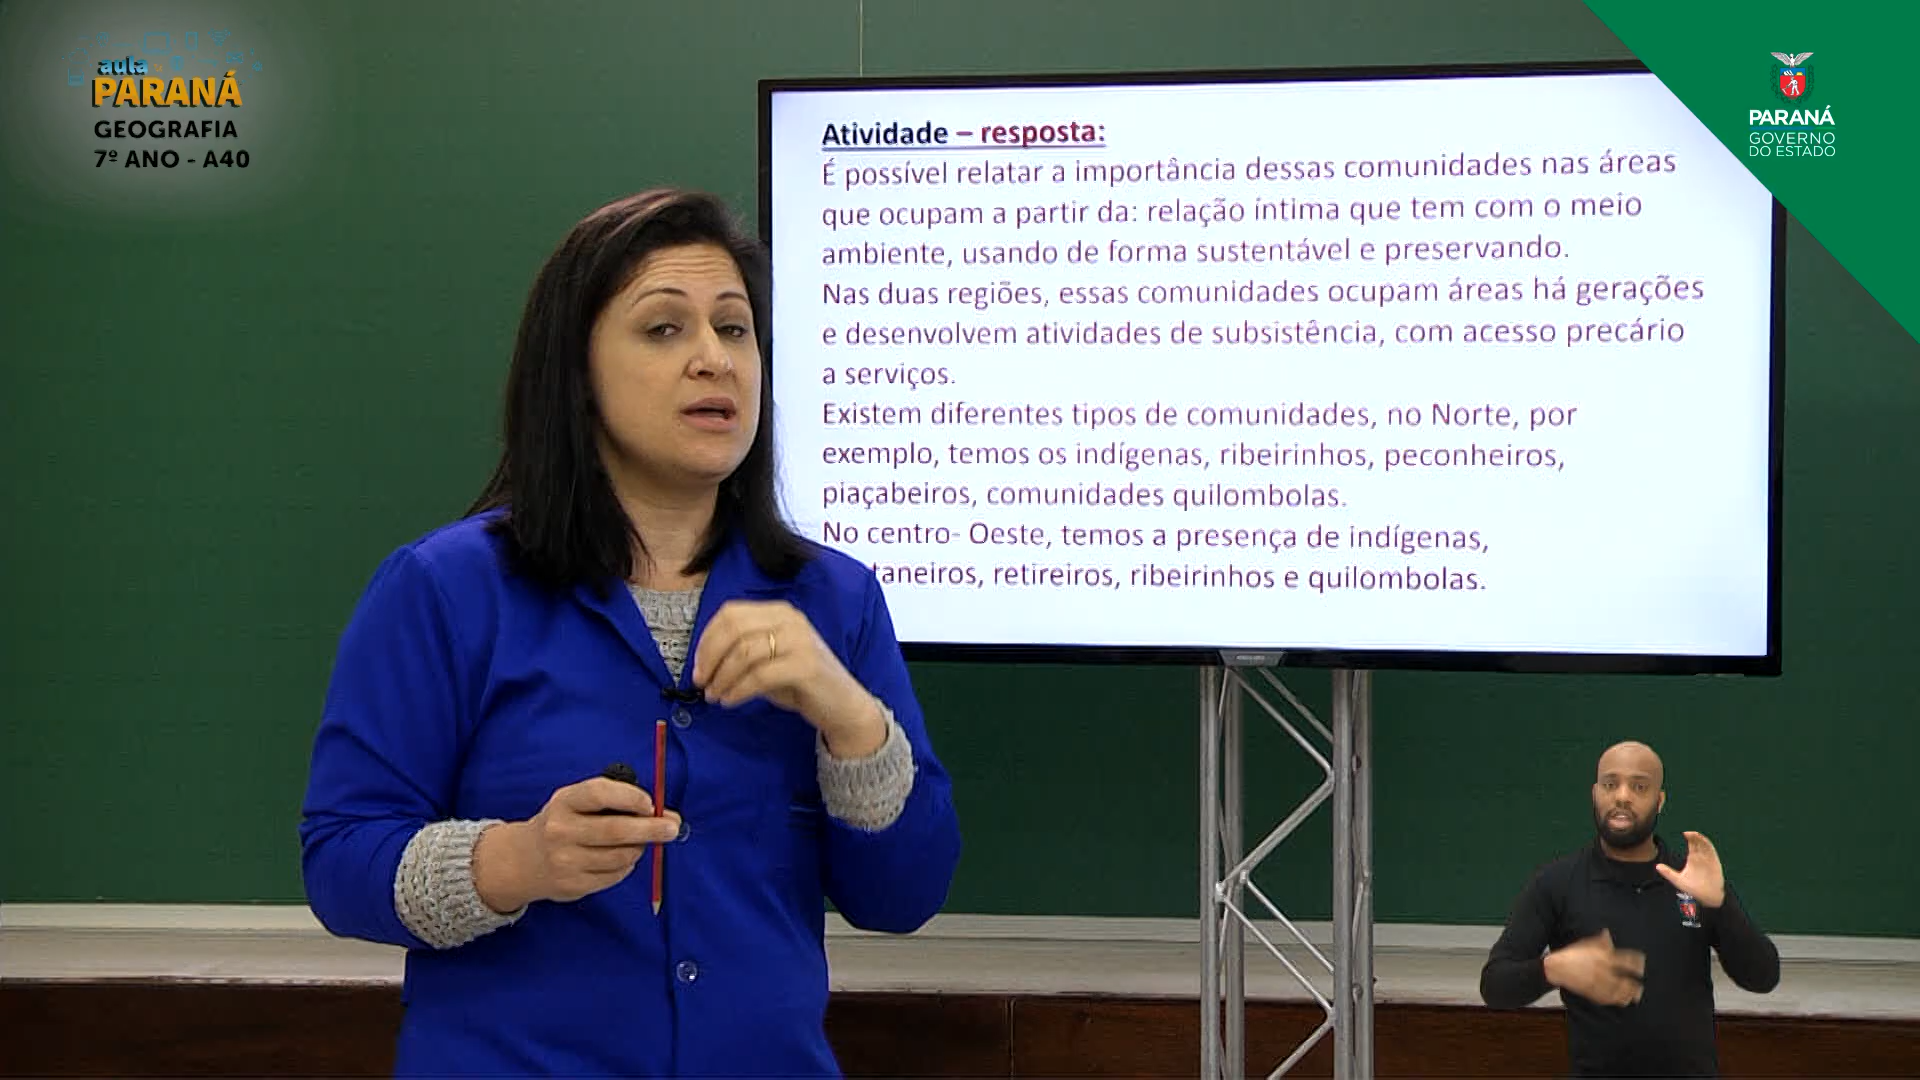 aula
PARANÁ
GEOGRAFIA
7º ANO - A40
PARANÁ
GOVERNO
DO ESTADO
Atividade – resposta:
É possível relatar a importância dessas comunidades nas áreas
que ocupam a partir da: relação íntima que tem com o meio
ambiente, usando de forma sustentável e preservando.
Nas duas regiões, essas comunidades ocupam áreas há gerações
e desenvolvem atividades de subsistência, com acesso precário
a serviços.
Existem diferentes tipos de comunidades, no Norte, por
exemplo, temos os indígenas, ribeirinhos, peconheiros,
piaçabeiros, comunidades quilombolas.
No centro- Oeste, temos a presença de indígenas,
taneiros, retireiros, ribeirinhos e quilombolas.